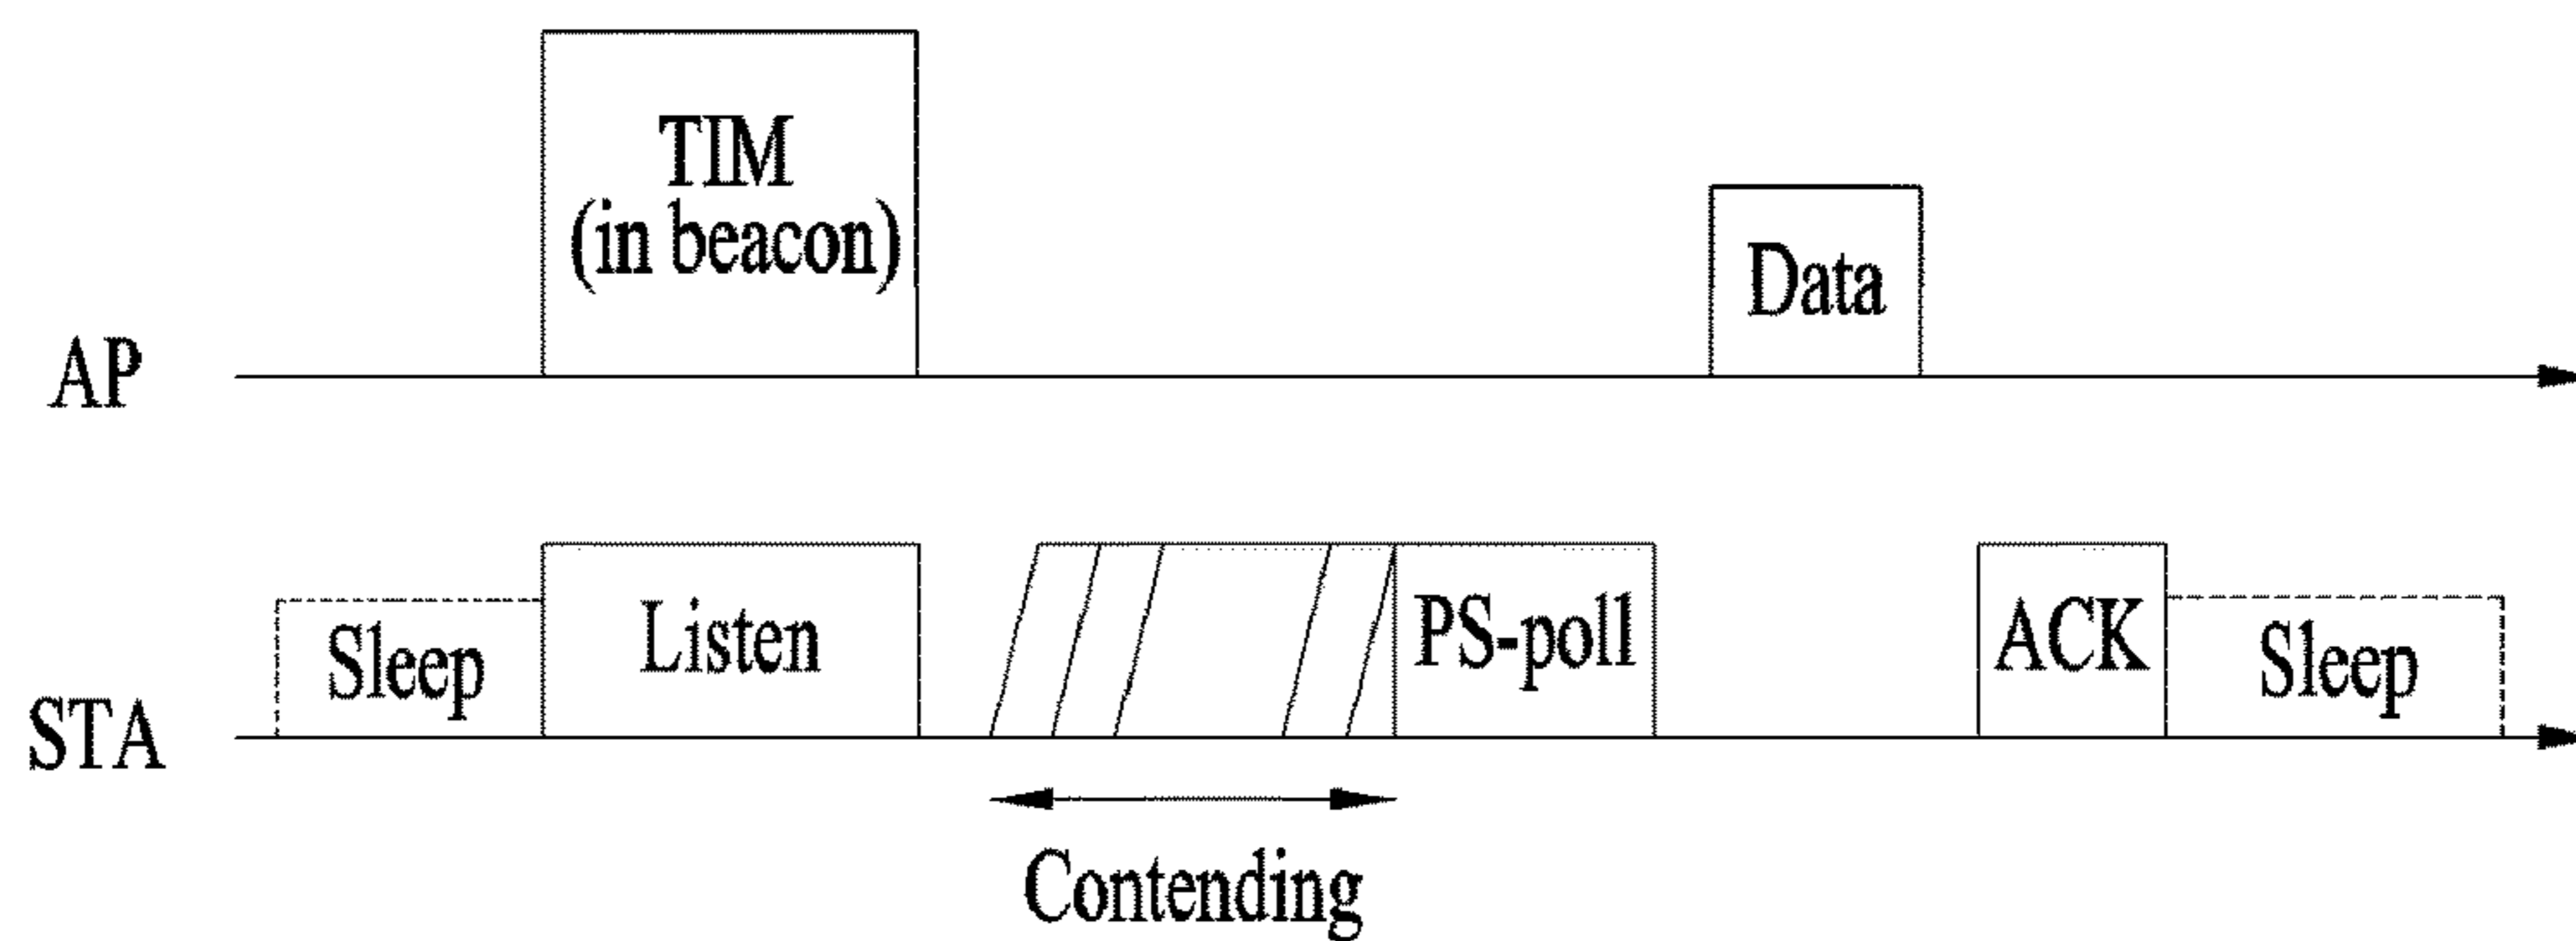 TIM
(in beacon)
Data
AP
Sleep
Listen
PS-poll
ACK
Sleep
STA
Contending